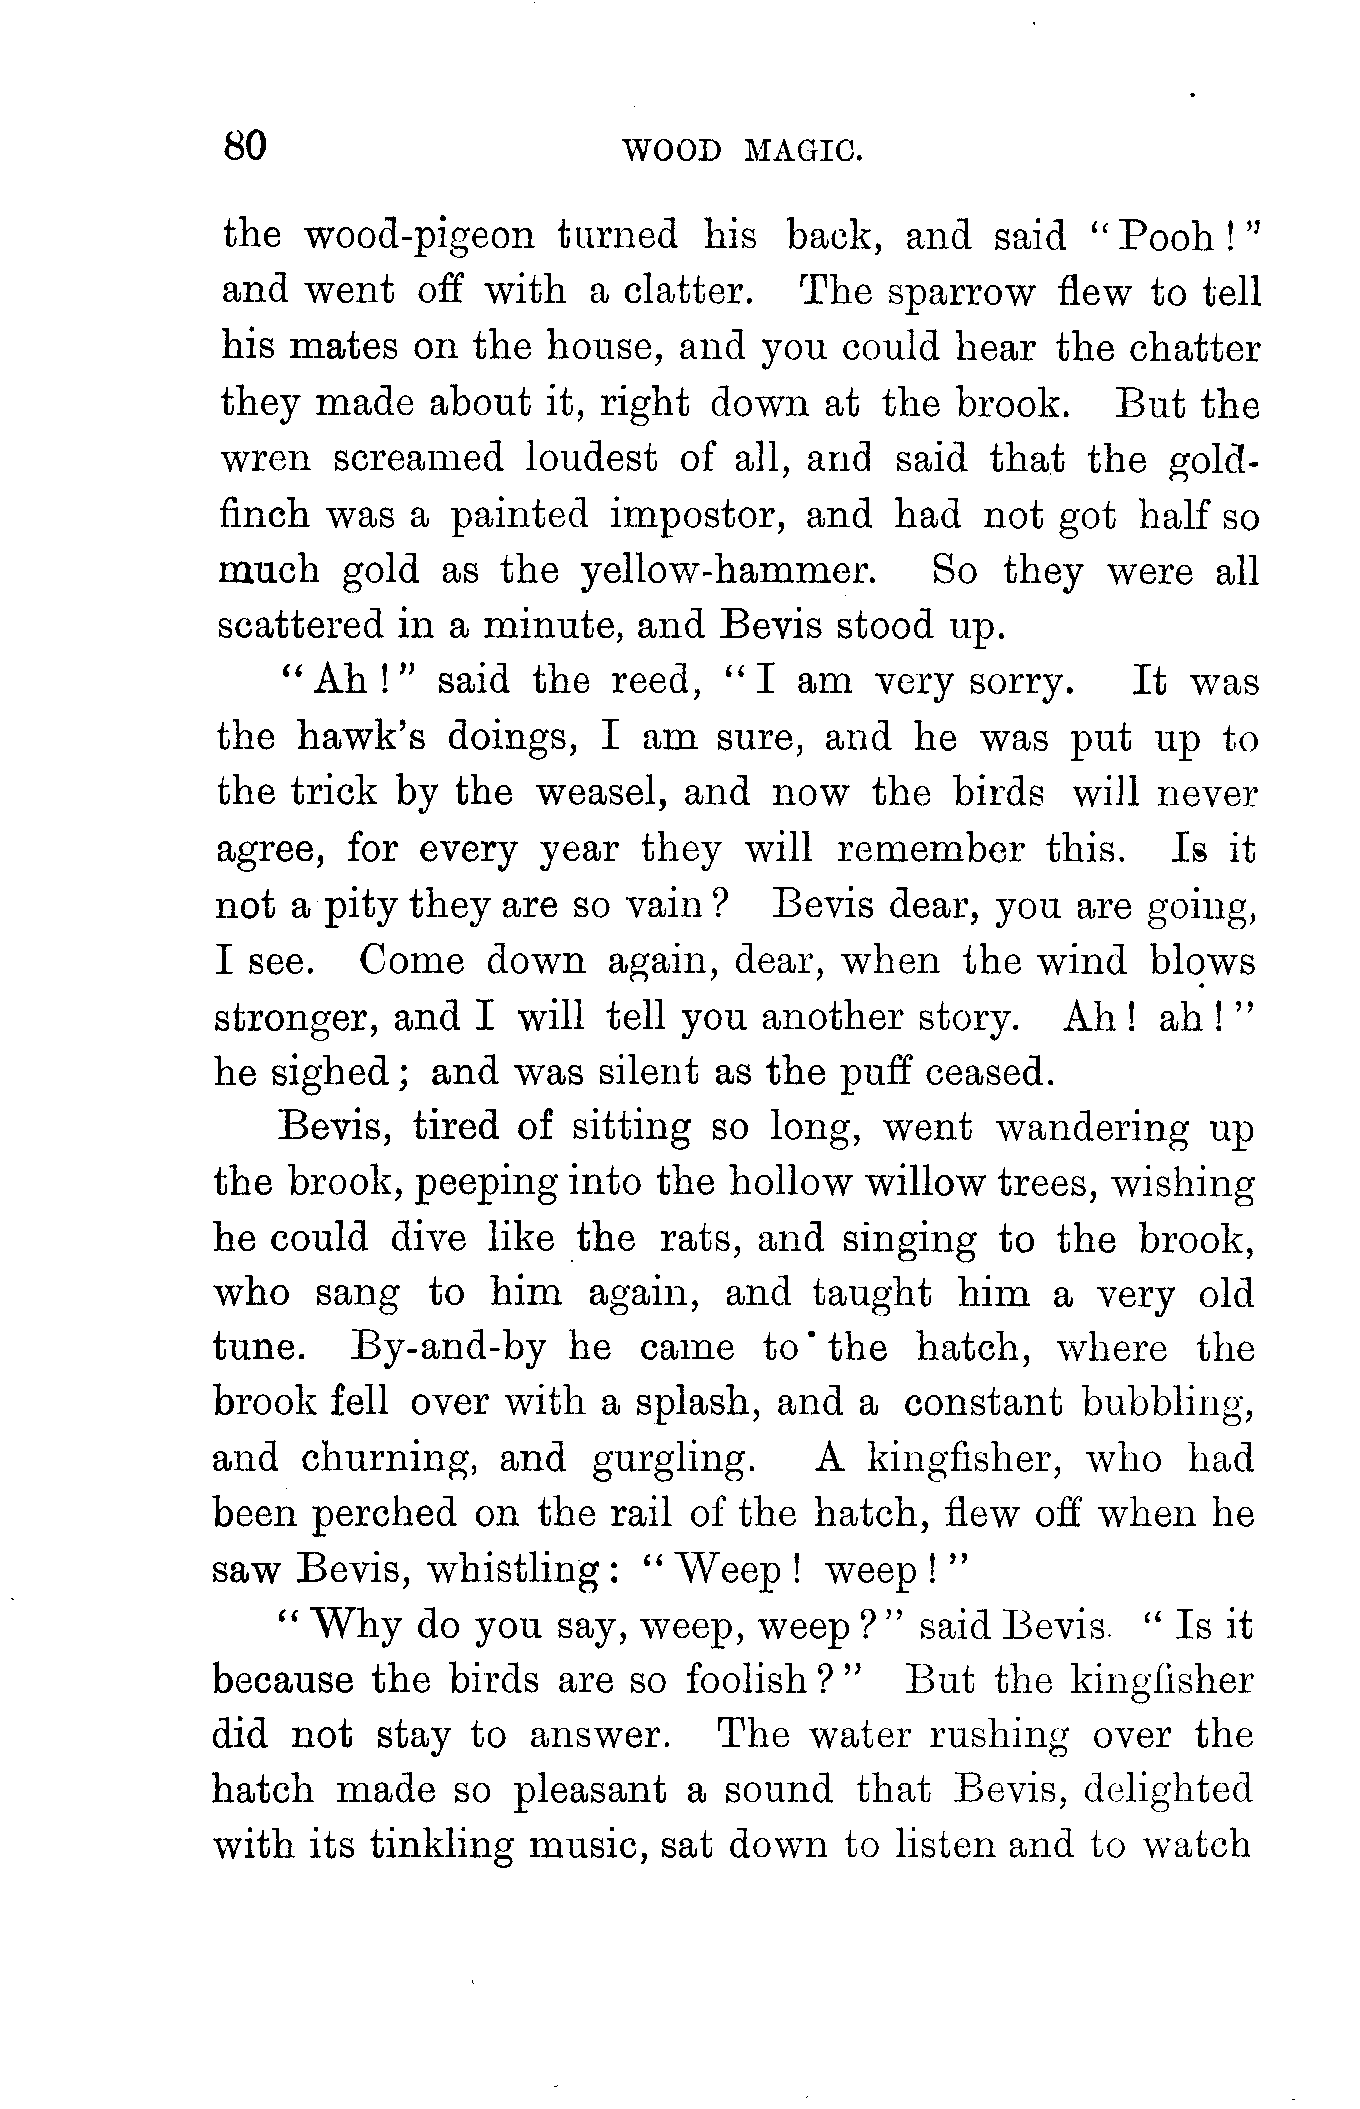 80 WOOD MAGIC.
the wood-pigeon turned his back, and said "Pooh!"
and went off with a clatter. The sparrow flew to tell
his mates on the house, and you could hear the chatter
they made about it, right down at the brook. But the
wren screamed loudest of all, and said that the gold-
finch was a painted impostor, and had not got half so
much gold as the yellow-hammer. So they were all
scattered in a minute, and Bevis stood up.
"Ah!" said the reed, "I am very sorry. It was
the hawk's doings, I am sure, and he was put up to
the trick by the weasel, and now the birds will never
agree, for every year they will remember this. Is it
not a pity they are so vain? Bevis dear, you are going,
I see. Come down again, dear, when the wind blows
stronger, and I will tell you another story. Ah! ah!"
he sighed; and was silent as the puff ceased.
Bevis, tired of sitting so long, went wandering up
the brook, peeping into the hollow willow trees, wishing
he could dive like the rats, and singing to the brook,
who sang to him again, and taught him a very old
tune. By-and-by he came to the hatch, where the
brook fell over with a splash, and a constant bubbling,
and churning, and gurgling. A kingfisher, who had
been perched on the rail of the hatch, flew off when he
saw Bevis, whistling: "Weep! weep!"
"Why do you say, weep, weep?" said Bevis. "Is it
because the birds are so foolish?" But the kingfisher
did not stay to answer. The water rushing over the
hatch made so pleasant a sound that Bevis, delighted
with its tinkling music, sat down to listen and to watch